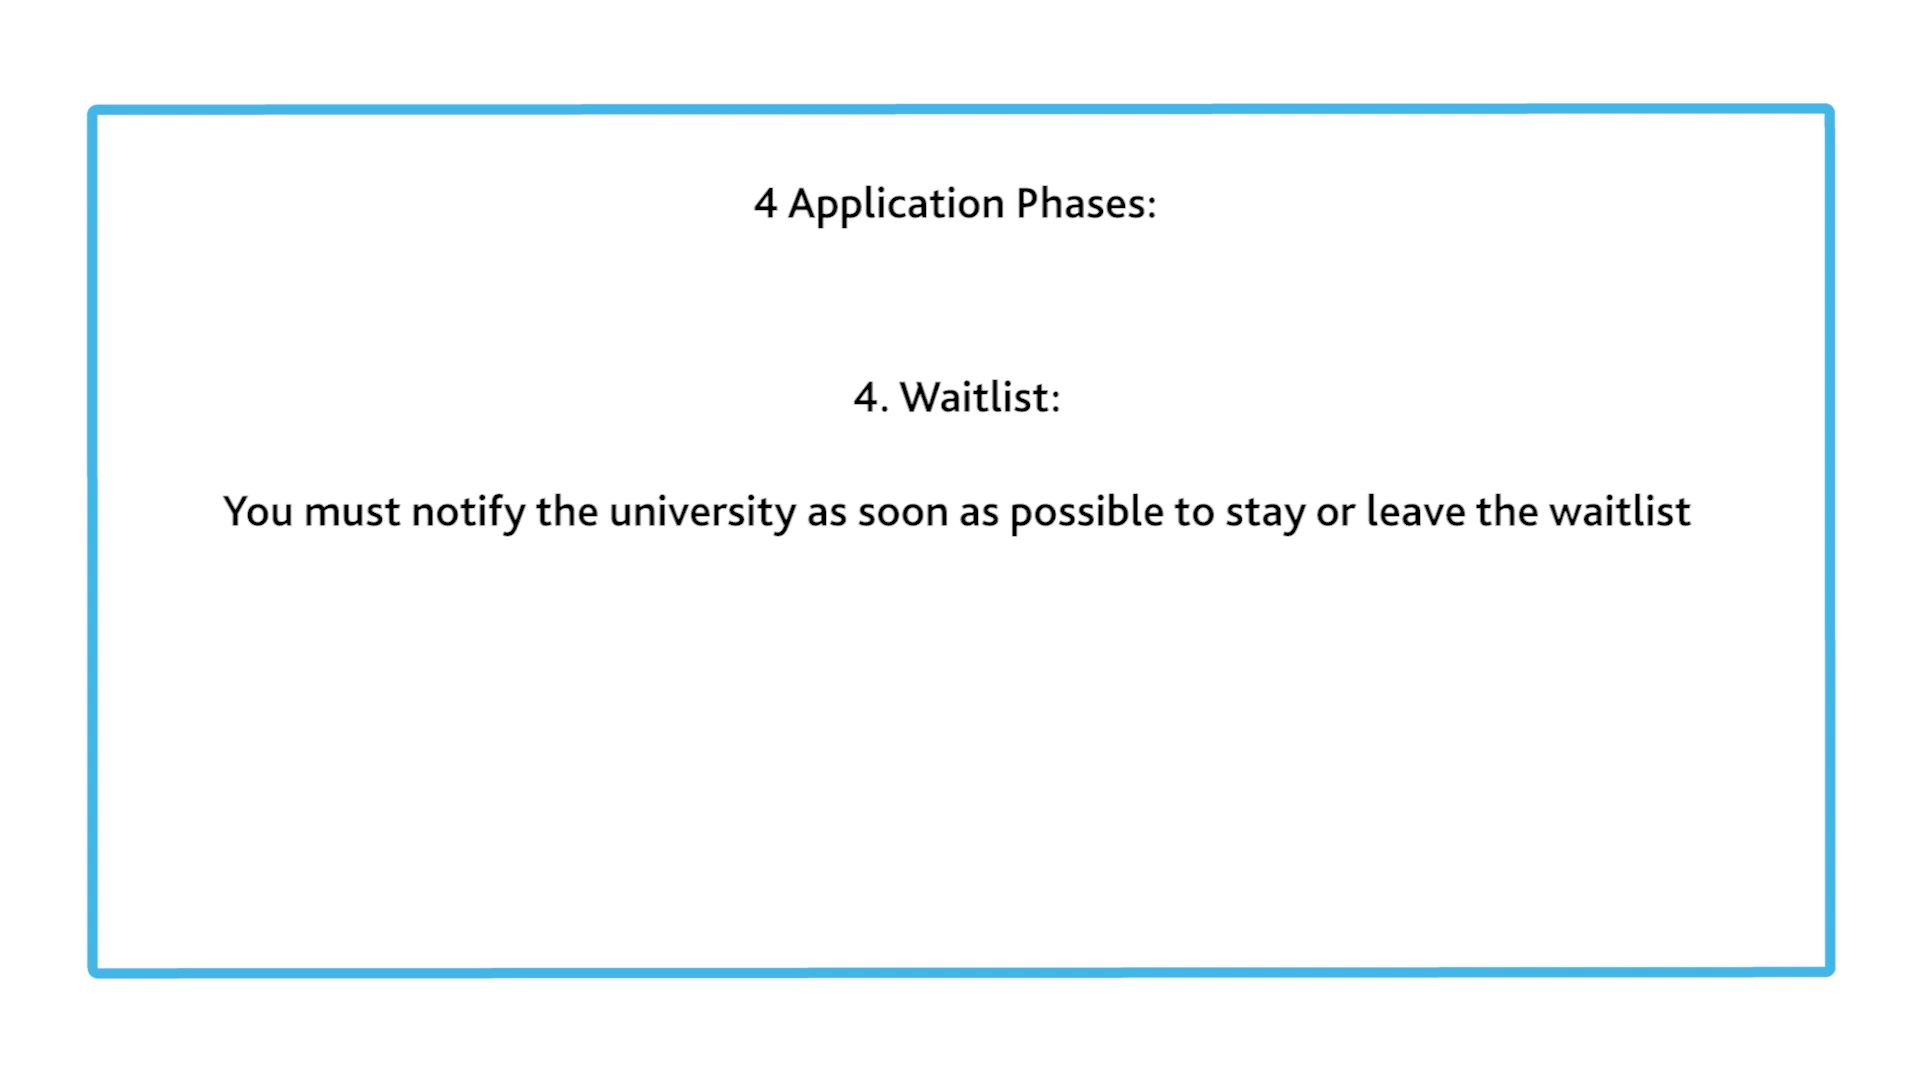 4 Application Phases:
4. Waitlist:
You must notify the university as soon as possible to stay or leave the waitlist